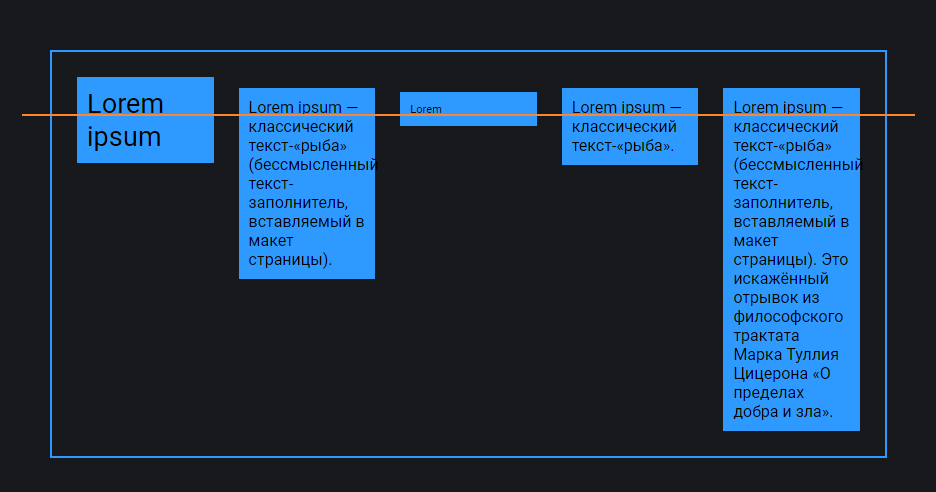 Lorem
ipsum
Lorem ipsum —
классический
текст-«рыба»
(бессмысленный
текст-
заполнитель,
вставляемый в
макет
страницы).
Lorem
Lorem ipsum —
классический
текст-«рыба».
Lorem ipsum —
классический
текст-«рыба»
(бессмысленный
текст-
заполнитель,
вставляемый в
макет
страницы). Это
искажённый
отрывок из
философского
трактата
Марка Туллия
Цицерона «О
пределах
добра и зла».